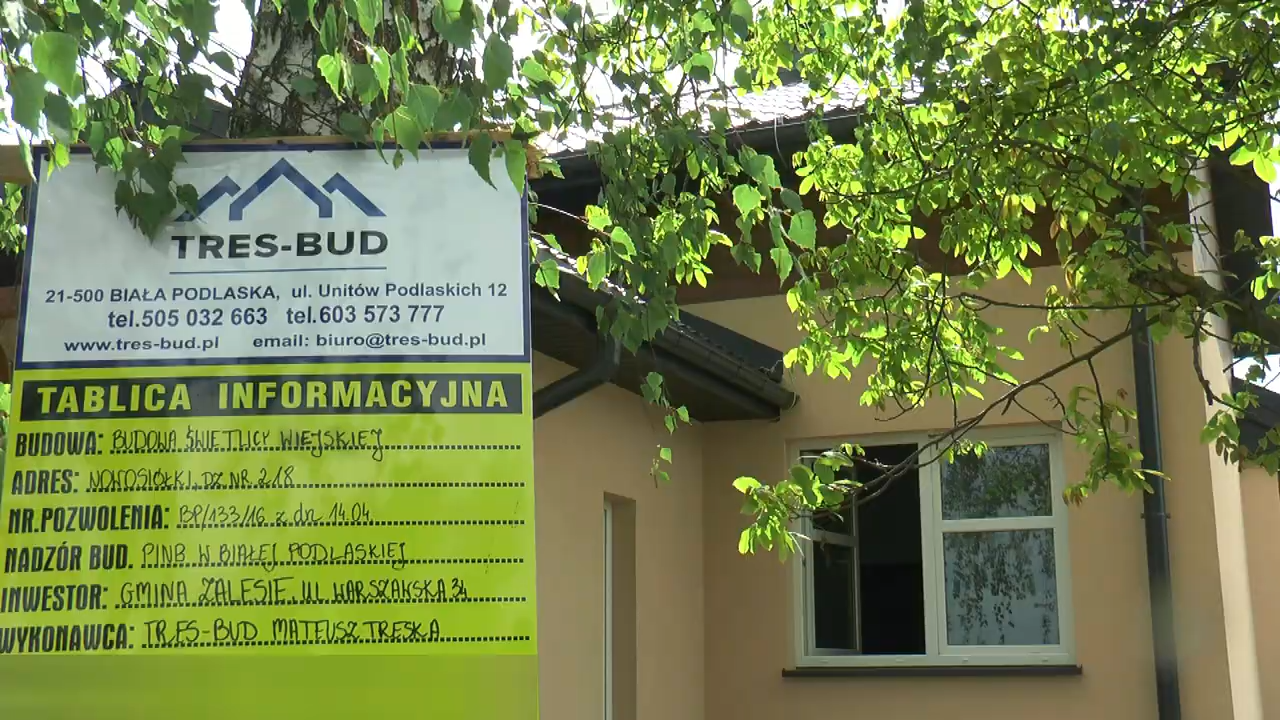 TRES-BUD
21-500 BIAŁA PODLASKA, ul. Unitów Podlaskich 12
tel.505 032 663 tel.603 573 777
www.tres-bud.pl email: biuro@tres-bud.pl
TABLICA INFORMACYJNA
BUDOWA: BUDOWA ŚWIETLICY WIEJSKIEJ
ADRES: NOWOSIÓŁKI, DZ NR 218
NR.POZWOLENIA: BP/133/16 z dn 14.04
NADZÓR BUD. PINB W BIAŁEJ PODLASKIEJ
INWESTOR: GMINA ZALESIE, UL WARSZAWSKA 34
WYKONAWCA: TRES-BUD MATEUSZ TRESKA